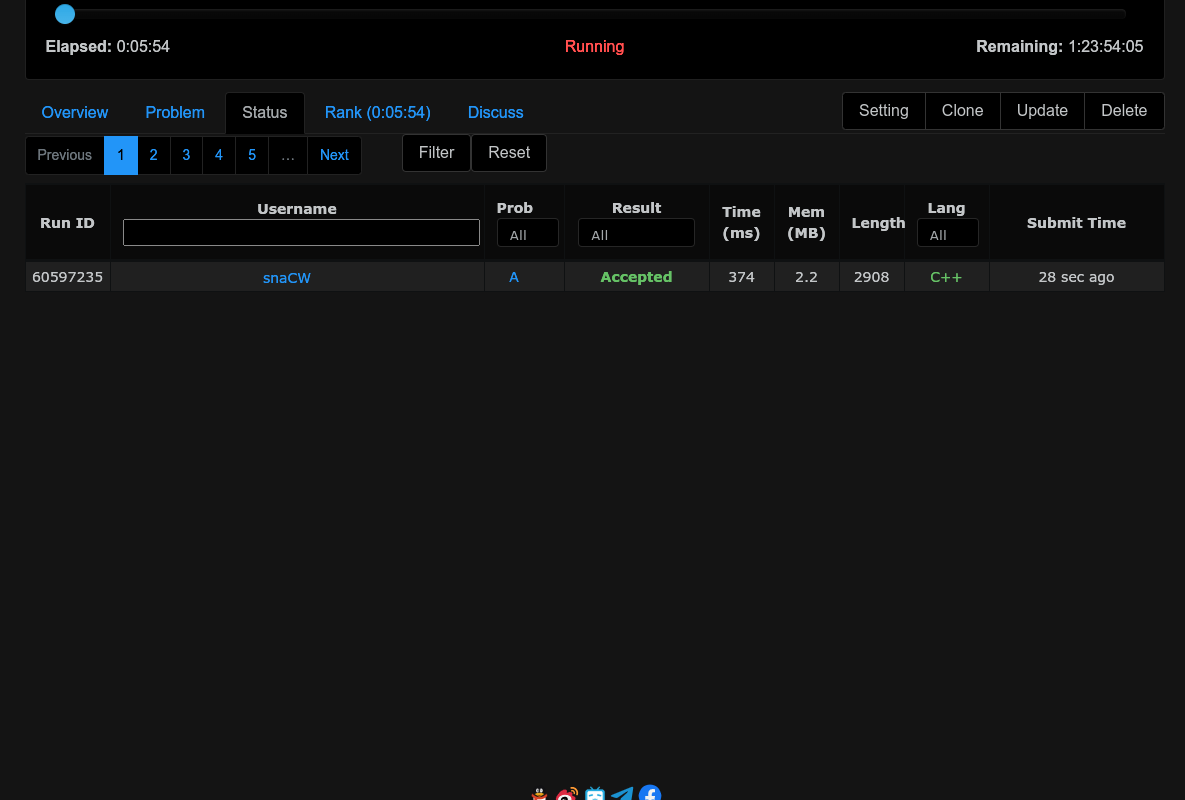 Elapsed: 0:05:54 Running Remaining: 1:23:54:05
Overview Problem Status Rank (0:05:54) Discuss Setting Clone Update Delete
Previous 1 2 3 4 5 … Next Filter Reset
Run ID Username Prob Result Time (ms) Mem (MB) Length Lang Submit Time
All All All
60597235 snaCW A Accepted 374 2.2 2908 C++ 28 sec ago